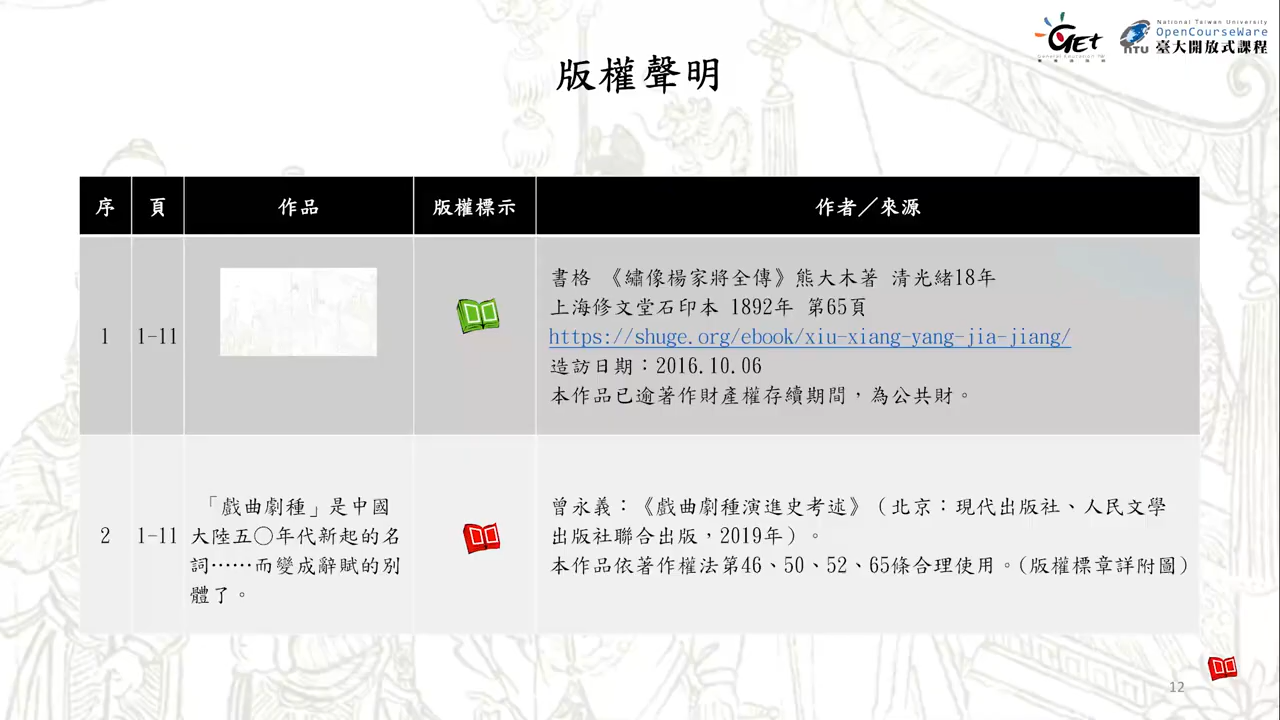 GET
General Education TW
National Taiwan University
OpenCourseWare
臺大開放式課程
NTU
版權聲明
序 頁 作品 版權標示 作者／來源
1 1-11
書格 《繡像楊家將全傳》熊大木著 清光緒18年
上海修文堂石印本 1892年 第65頁
https://shuge.org/ebook/xiu-xiang-yang-jia-jiang/
造訪日期：2016.10.06
本作品已逾著作財產權存續期間，為公共財。
2 1-11
「戲曲劇種」是中國
大陸五〇年代新起的名
詞……而變成辭賦的別
體了。
曾永義：《戲曲劇種演進史考述》（北京：現代出版社、人民文學
出版社聯合出版，2019年）。
本作品依著作權法第46、50、52、65條合理使用。(版權標章詳附圖)
12